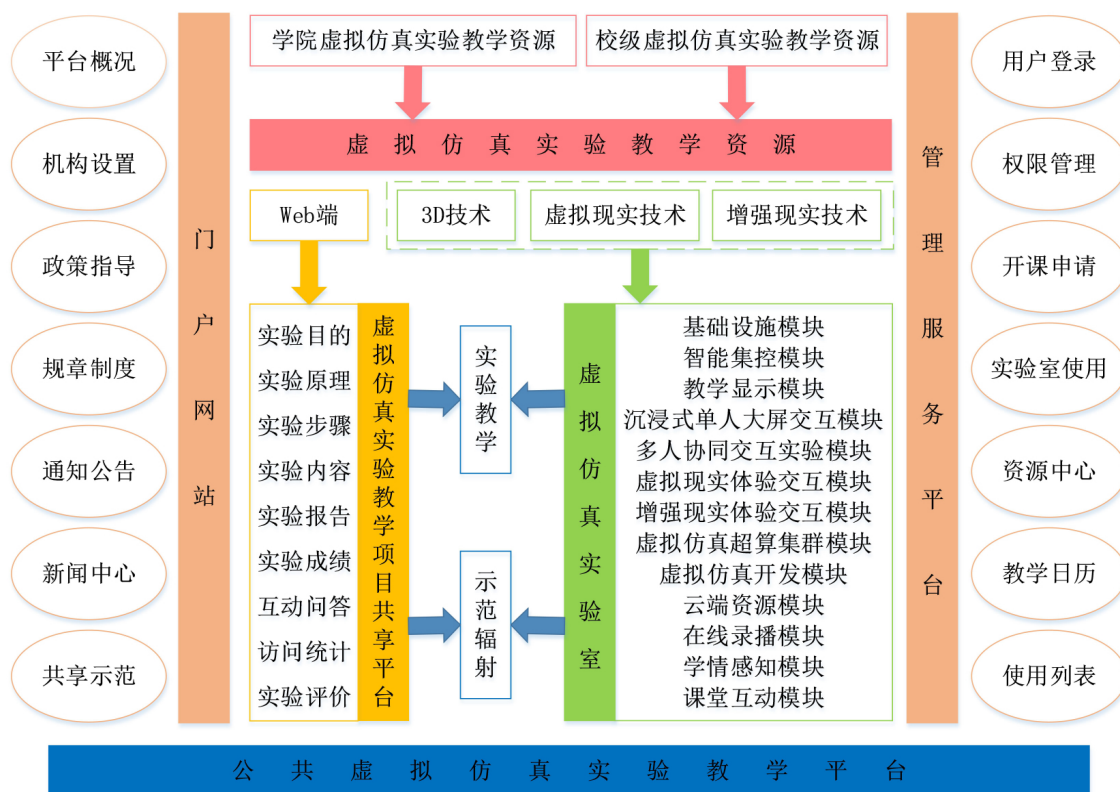 平台概况
机构设置
政策指导
规章制度
通知公告
新闻中心
共享示范
门户网站
学院虚拟仿真实验教学资源
校级虚拟仿真实验教学资源
虚拟仿真实验教学资源
Web端
3D技术
虚拟现实技术
增强现实技术
实验目的
实验原理
实验步骤
实验内容
实验报告
实验成绩
互动问答
访问统计
实验评价
虚拟仿真实验教学项目共享平台
实验教学
示范辐射
虚拟仿真实验室
基础设施模块
智能集控模块
教学显示模块
沉浸式单人大屏交互模块
多人协同交互实验模块
虚拟现实体验交互模块
增强现实体验交互模块
虚拟仿真超算集群模块
虚拟仿真开发模块
云端资源模块
在线录播模块
学情感知模块
课堂互动模块
管理服务平台
用户登录
权限管理
开课申请
实验室使用
资源中心
教学日历
使用列表
公共虚拟仿真实验教学平台